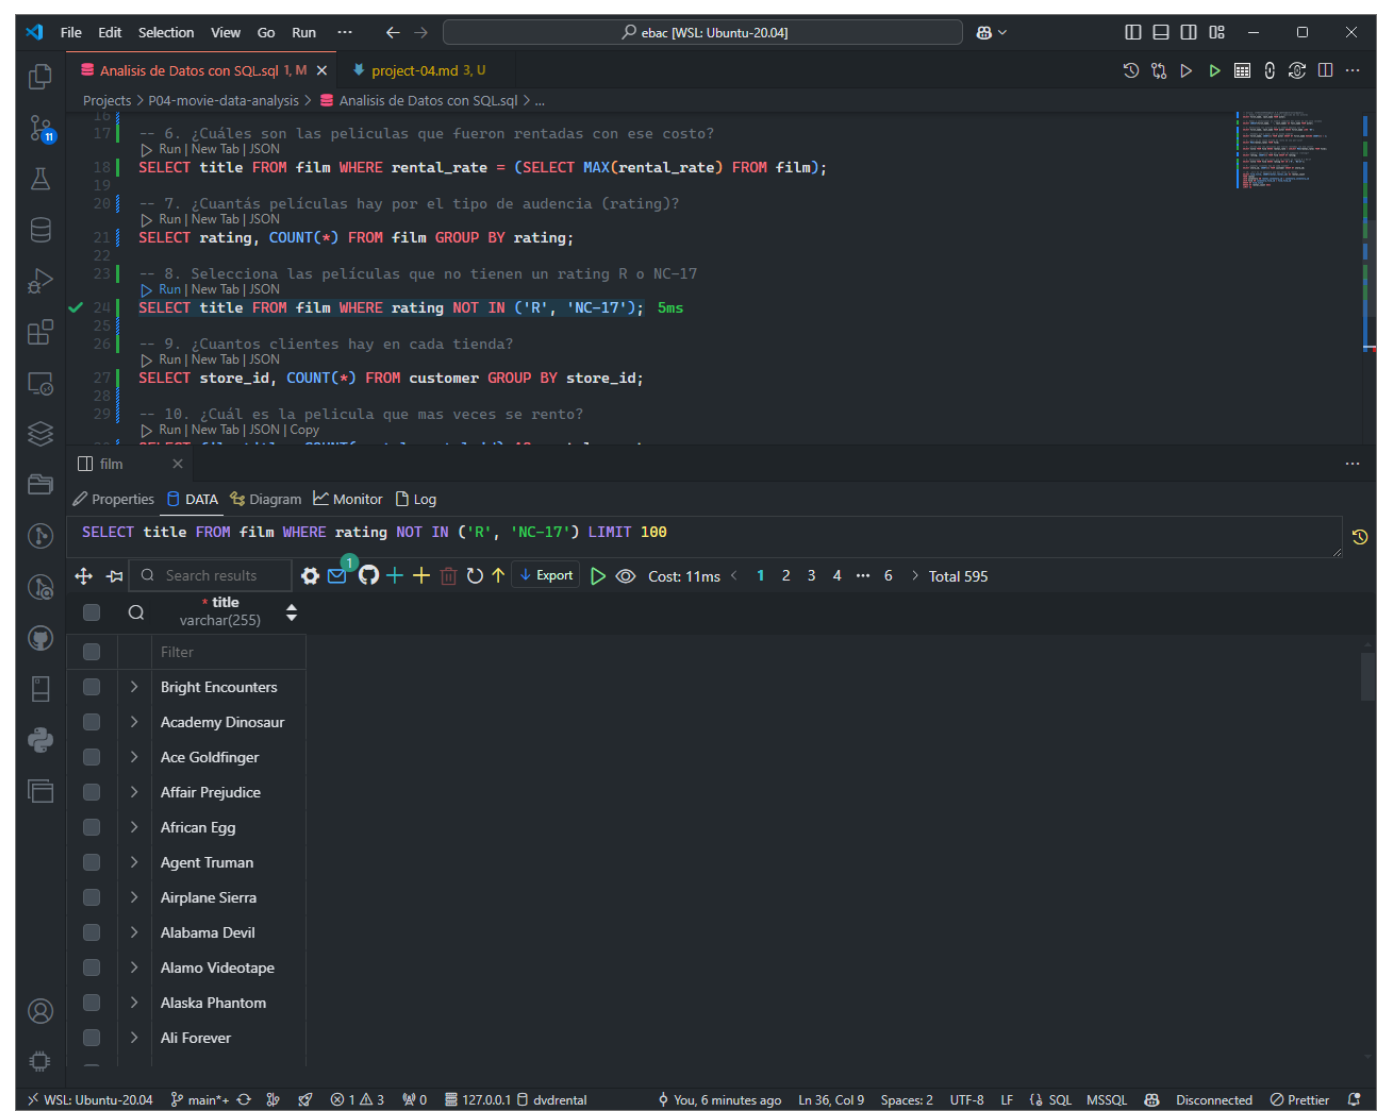 File Edit Selection View Go Run ··· ebac [WSL: Ubuntu-20.04]
Analisis de Datos con SQL.sql 1, M project-04.md 3, U
Projects > P04-movie-data-analysis > Analisis de Datos con SQL.sql > ...
16
17 -- 6. ¿Cuáles son las peliculas que fueron rentadas con ese costo?
Run | New Tab | JSON
18 SELECT title FROM film WHERE rental_rate = (SELECT MAX(rental_rate) FROM film);
19
20 -- 7. ¿Cuantás películas hay por el tipo de audencia (rating)?
Run | New Tab | JSON
21 SELECT rating, COUNT(*) FROM film GROUP BY rating;
22
23 -- 8. Selecciona las películas que no tienen un rating R o NC-17
Run | New Tab | JSON
24 SELECT title FROM film WHERE rating NOT IN ('R', 'NC-17'); 5ms
25
26 -- 9. ¿Cuantos clientes hay en cada tienda?
Run | New Tab | JSON
27 SELECT store_id, COUNT(*) FROM customer GROUP BY store_id;
28
29 -- 10. ¿Cuál es la pelicula que mas veces se rento?
Run | New Tab | JSON | Copy
film
Properties DATA Diagram Monitor Log
SELECT title FROM film WHERE rating NOT IN ('R', 'NC-17') LIMIT 100
Search results 1 Export Cost: 11ms < 1 2 3 4 ··· 6 > Total 595
* title
varchar(255)
Filter
Bright Encounters
Academy Dinosaur
Ace Goldfinger
Affair Prejudice
African Egg
Agent Truman
Airplane Sierra
Alabama Devil
Alamo Videotape
Alaska Phantom
Ali Forever
11
WSL: Ubuntu-20.04 main*+ 1 3 0 127.0.0.1 dvdrental You, 6 minutes ago Ln 36, Col 9 Spaces: 2 UTF-8 LF SQL MSSQL Disconnected Prettier